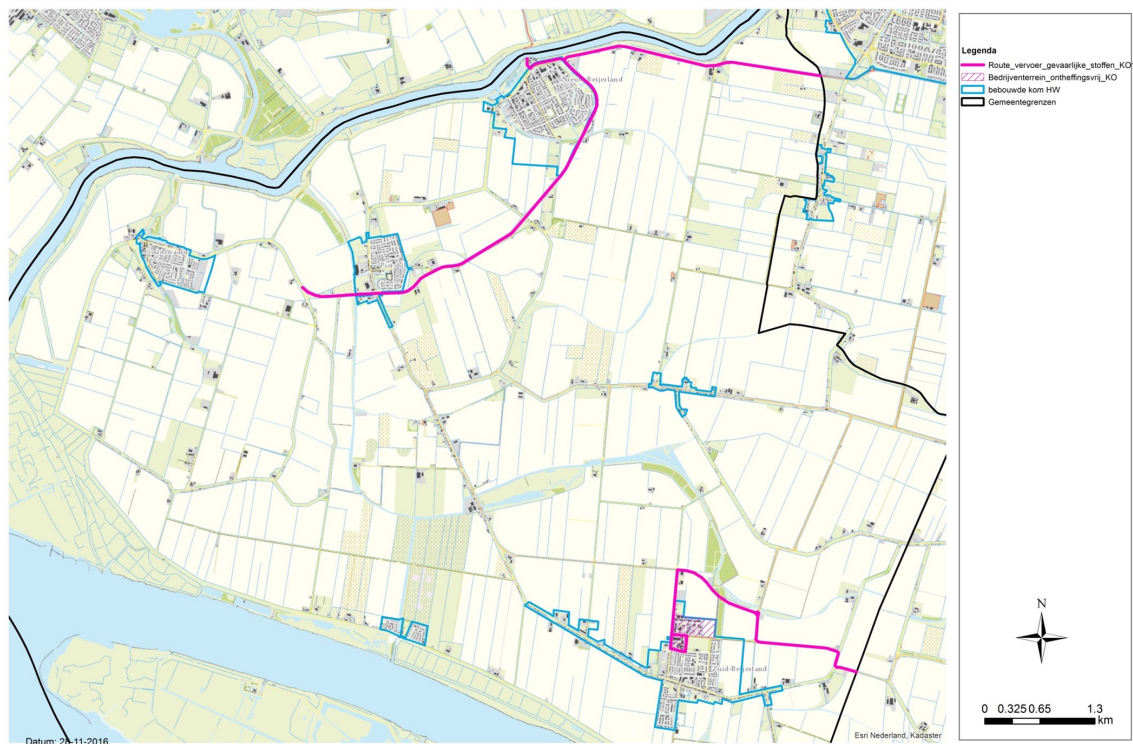 Legenda
Route_vervoer_gevaarlijke_stoffen_KO
Bedrijventerrein_ontheffingsvrij_KO
bebouwde kom HW
Gemeentegrenzen
Zuid-Beijerland
N
0 0.325 0.65 1.3
km
Esri Nederland, Kadaster